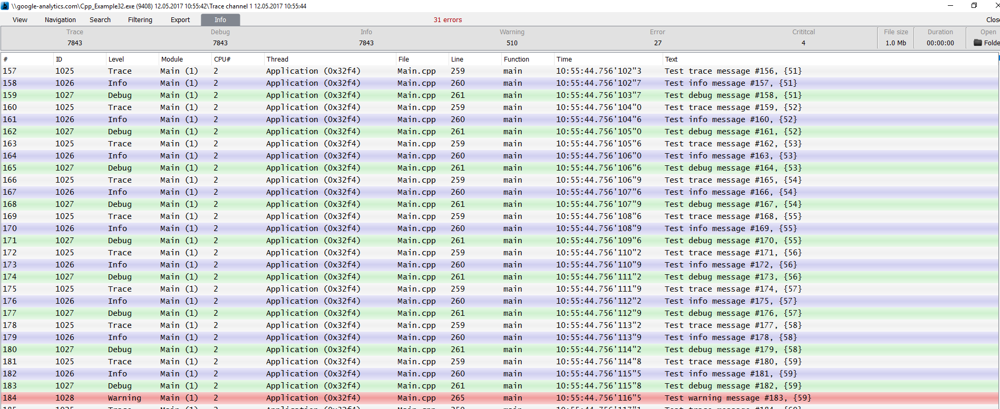 \\google-analytics.com\Cpp_Example32.exe (9408) 12.05.2017 10:55:42\Trace channel 1 12.05.2017 10:55:44
View Navigation Search Filtering Export Info 31 errors Close
Trace Debug Info Warning Error Crititcal File size Duration Open
7843 7843 7843 510 27 4 1.0 Mb 00:00:00 Folde
# ID Level Module CPU# Thread File Line Function Time Text
157 1025 Trace Main (1) 2 Application (0x32f4) Main.cpp 259 main 10:55:44.756'102"3 Test trace message #156, {51}
158 1026 Info Main (1) 2 Application (0x32f4) Main.cpp 260 main 10:55:44.756'102"7 Test info message #157, {51}
159 1027 Debug Main (1) 2 Application (0x32f4) Main.cpp 261 main 10:55:44.756'103"7 Test debug message #158, {51}
160 1025 Trace Main (1) 2 Application (0x32f4) Main.cpp 259 main 10:55:44.756'104"0 Test trace message #159, {52}
161 1026 Info Main (1) 2 Application (0x32f4) Main.cpp 260 main 10:55:44.756'104"6 Test info message #160, {52}
162 1027 Debug Main (1) 2 Application (0x32f4) Main.cpp 261 main 10:55:44.756'105"0 Test debug message #161, {52}
163 1025 Trace Main (1) 2 Application (0x32f4) Main.cpp 259 main 10:55:44.756'105"6 Test trace message #162, {53}
164 1026 Info Main (1) 2 Application (0x32f4) Main.cpp 260 main 10:55:44.756'106"0 Test info message #163, {53}
165 1027 Debug Main (1) 2 Application (0x32f4) Main.cpp 261 main 10:55:44.756'106"6 Test debug message #164, {53}
166 1025 Trace Main (1) 2 Application (0x32f4) Main.cpp 259 main 10:55:44.756'106"9 Test trace message #165, {54}
167 1026 Info Main (1) 2 Application (0x32f4) Main.cpp 260 main 10:55:44.756'107"6 Test info message #166, {54}
168 1027 Debug Main (1) 2 Application (0x32f4) Main.cpp 261 main 10:55:44.756'107"9 Test debug message #167, {54}
169 1025 Trace Main (1) 2 Application (0x32f4) Main.cpp 259 main 10:55:44.756'108"6 Test trace message #168, {55}
170 1026 Info Main (1) 2 Application (0x32f4) Main.cpp 260 main 10:55:44.756'108"9 Test info message #169, {55}
171 1027 Debug Main (1) 2 Application (0x32f4) Main.cpp 261 main 10:55:44.756'109"6 Test debug message #170, {55}
172 1025 Trace Main (1) 2 Application (0x32f4) Main.cpp 259 main 10:55:44.756'110"2 Test trace message #171, {56}
173 1026 Info Main (1) 2 Application (0x32f4) Main.cpp 260 main 10:55:44.756'110"9 Test info message #172, {56}
174 1027 Debug Main (1) 2 Application (0x32f4) Main.cpp 261 main 10:55:44.756'111"2 Test debug message #173, {56}
175 1025 Trace Main (1) 2 Application (0x32f4) Main.cpp 259 main 10:55:44.756'111"9 Test trace message #174, {57}
176 1026 Info Main (1) 2 Application (0x32f4) Main.cpp 260 main 10:55:44.756'112"2 Test info message #175, {57}
177 1027 Debug Main (1) 2 Application (0x32f4) Main.cpp 261 main 10:55:44.756'112"9 Test debug message #176, {57}
178 1025 Trace Main (1) 2 Application (0x32f4) Main.cpp 259 main 10:55:44.756'113"2 Test trace message #177, {58}
179 1026 Info Main (1) 2 Application (0x32f4) Main.cpp 260 main 10:55:44.756'113"9 Test info message #178, {58}
180 1027 Debug Main (1) 2 Application (0x32f4) Main.cpp 261 main 10:55:44.756'114"2 Test debug message #179, {58}
181 1025 Trace Main (1) 2 Application (0x32f4) Main.cpp 259 main 10:55:44.756'114"8 Test trace message #180, {59}
182 1026 Info Main (1) 2 Application (0x32f4) Main.cpp 260 main 10:55:44.756'115"5 Test info message #181, {59}
183 1027 Debug Main (1) 2 Application (0x32f4) Main.cpp 261 main 10:55:44.756'115"8 Test debug message #182, {59}
184 1028 Warning Main (1) 2 Application (0x32f4) Main.cpp 265 main 10:55:44.756'116"5 Test warning message #183, {59}